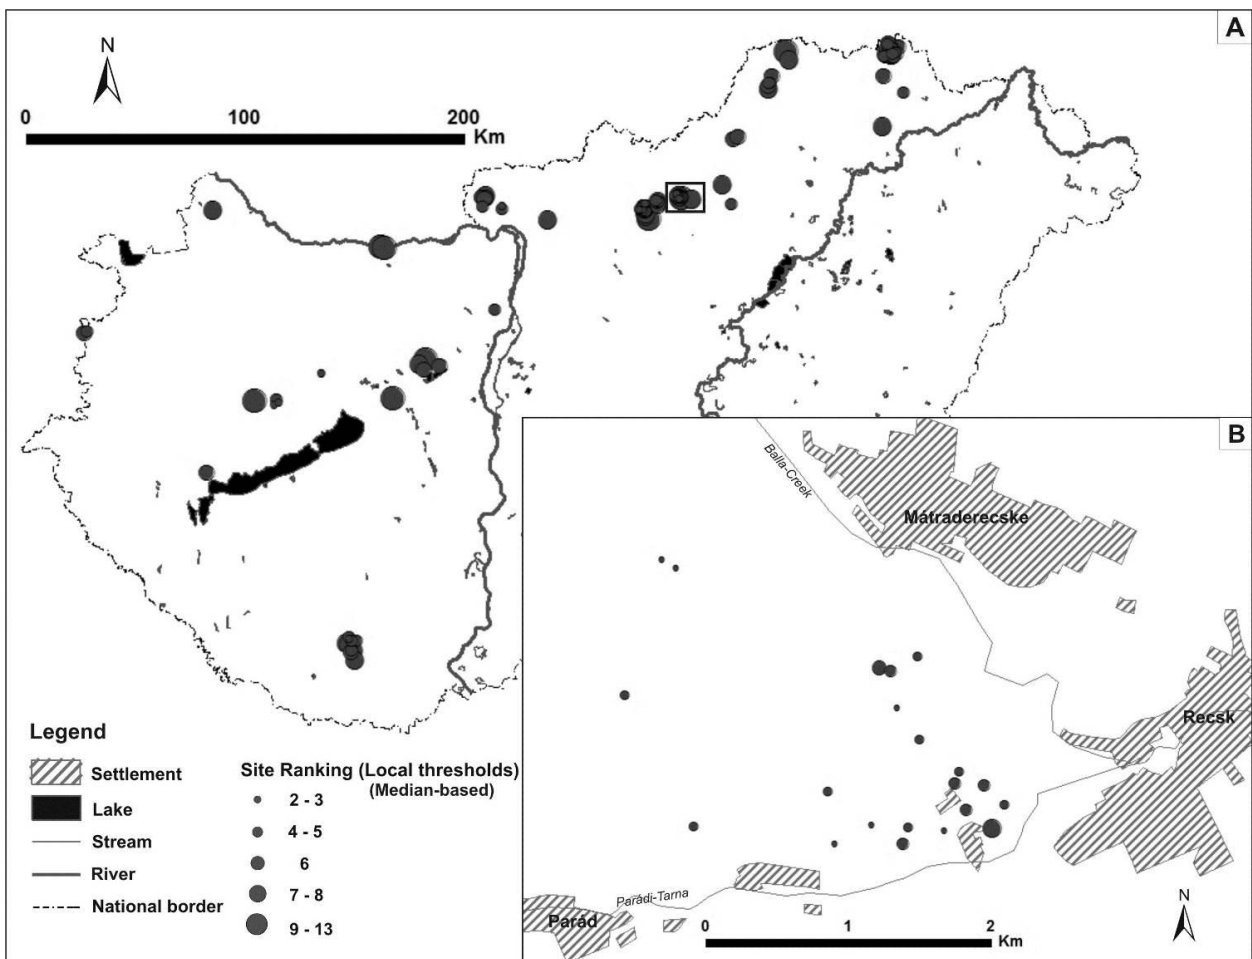 A
N
0 100 200
Km
B
Balla-Creek
Mátraderecske
Recsk
Legend
Settlement
Lake
Stream
River
National border
Site Ranking (Local thresholds)
(Median-based)
2 - 3
4 - 5
6
7 - 8
9 - 13
Parádi-Tarna
Parád
N
0 1 2
Km